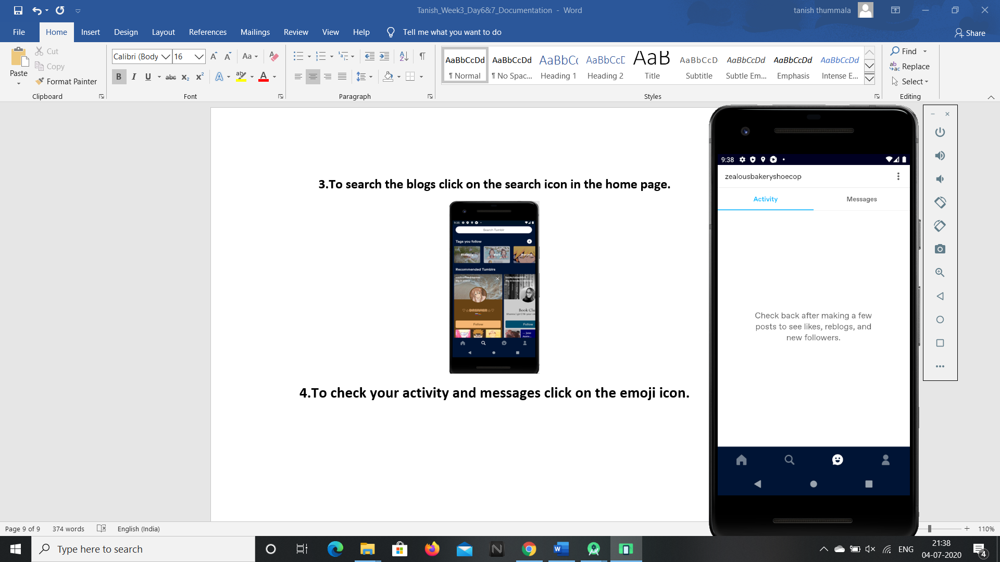 Tanish_Week3_Day6&7_Documentation - Word
tanish thummala
File Home Insert Design Layout References Mailings Review View Help Tell me what you want to do
Share
Paste
Cut
Copy
Format Painter
Clipboard
Calibri (Body 16
Font
Paragraph
AaBbCcDd AaBbCcDd AaBbCc AaBbCcD AaB AaBbCcD AaBbCcDd AaBbCcDd AaBbCcDd
¶ Normal ¶ No Spac... Heading 1 Heading 2 Title Subtitle Subtle Em... Emphasis Intense E...
Styles
Find
Replace
Select
Editing
3.To search the blogs click on the search icon in the home page.
9:35
Search Tumblr
Tags you follow
Recommended Tumblrs
Book Clu
Follow
Follow
4.To check your activity and messages click on the emoji icon.
9:38
zealousbakeryshoecop
Activity Messages
Check back after making a few
posts to see likes, reblogs, and
new followers.
Page 9 of 9 374 words English (India)
110%
Type here to search
ENG
21:38
04-07-2020
4